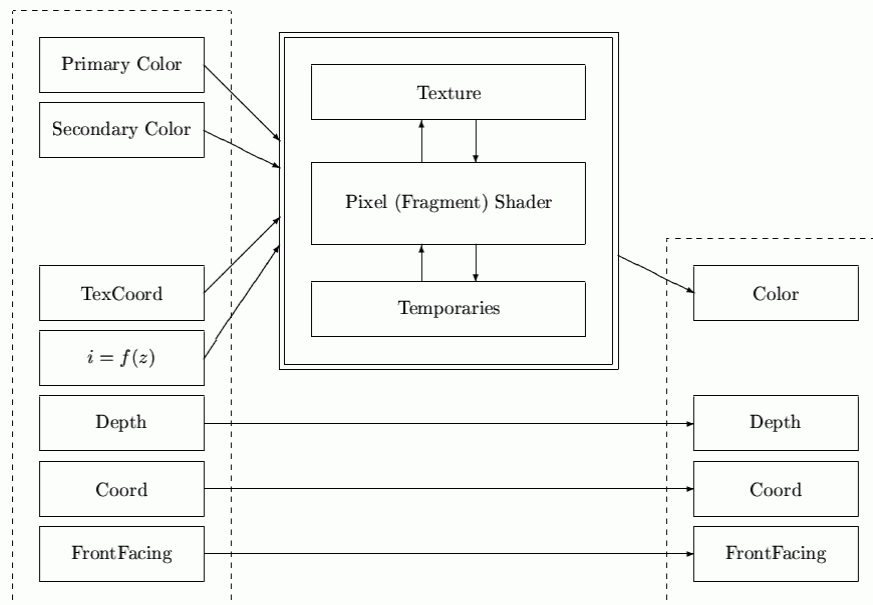 Primary Color
Secondary Color
TexCoord
i = f(z)
Depth
Coord
FrontFacing
Texture
Pixel (Fragment) Shader
Temporaries
Color
Depth
Coord
FrontFacing